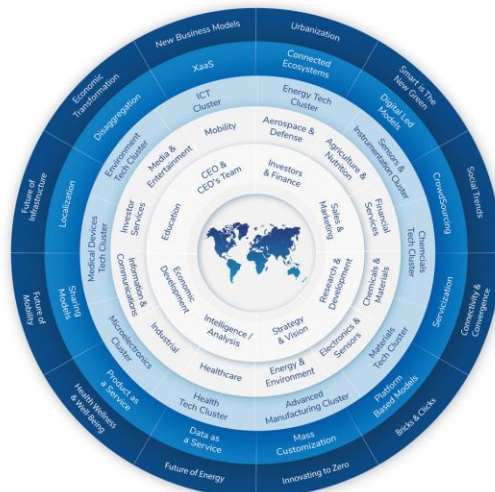 New Business Models
Urbanization
Smart is The
New Green
Social Trends
Connectivity &
Convergence
Bricks & Clicks
Innovating to Zero
Future of Energy
Health Wellness
& Well-Being
Future of
Mobility
Future of
Infrastructure
Economic
Transformation
XaaS
Connected
Ecosystems
Digital Led
Models
CrowdSourcing
Servicization
Platform
Based Models
Mass
Customization
Data as
a Service
Product as
a Service
Sharing
Models
Localization
Disaggregation
ICT
Cluster
Energy Tech
Cluster
Sensors &
Instrumentation Cluster
Chemcials
Tech Cluster
Materials
Tech Cluster
Advanced
Manufacturing Cluster
Health
Tech Cluster
Microelectronics
Cluster
Medical Devices
Tech Cluster
Environment
Tech Cluster
Mobility
Aerospace &
Defense
Agriculture &
Nutrition
Financial
Services
Chemicals &
Materials
Electronics &
Sensors
Energy &
Environment
Healthcare
Industrial
Information &
Communications
Investor
Services
Media &
Entertainment
CEO &
CEO's Team
Investors
& Finance
Sales &
Marketing
Research &
Development
Strategy
& Vision
Intelligence /
Analysis
Economic
Development
Education